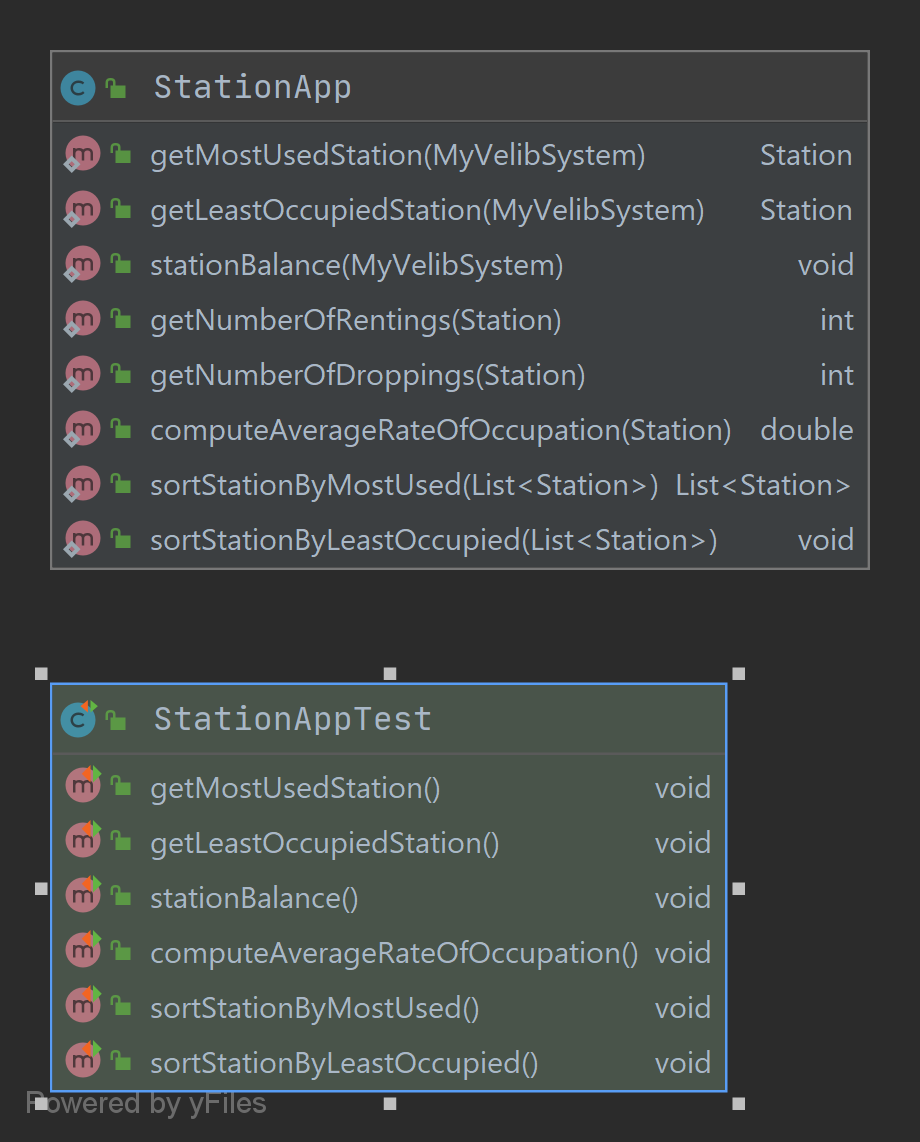 C StationApp
m getMostUsedStation(MyVelibSystem) Station
m getLeastOccupiedStation(MyVelibSystem) Station
m stationBalance(MyVelibSystem) void
m getNumberOfRentings(Station) int
m getNumberOfDroppings(Station) int
m computeAverageRateOfOccupation(Station) double
m sortStationByMostUsed(List<Station>) List<Station>
m sortStationByLeastOccupied(List<Station>) void
C StationAppTest
m getMostUsedStation() void
m getLeastOccupiedStation() void
m stationBalance() void
m computeAverageRateOfOccupation() void
m sortStationByMostUsed() void
m sortStationByLeastOccupied() void
Powered by yFiles